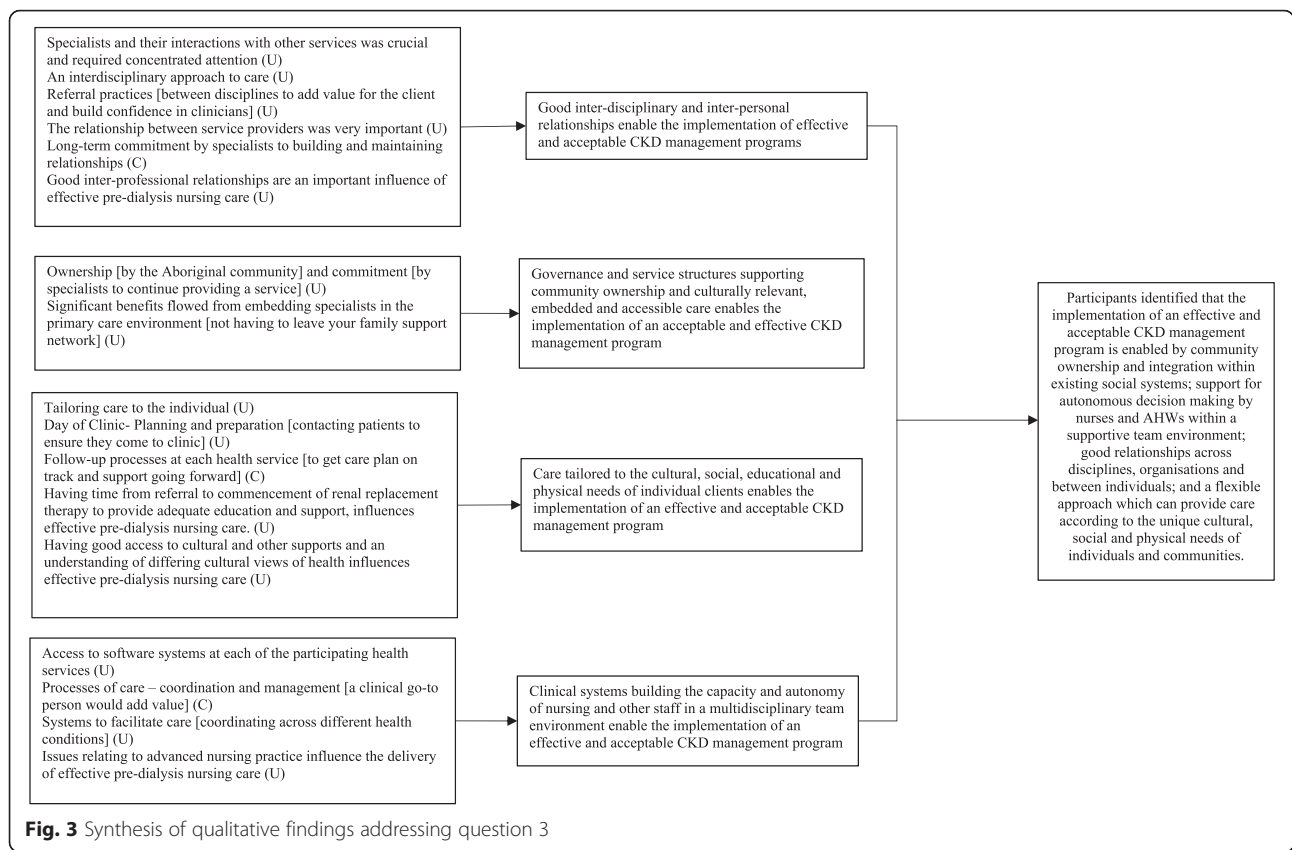 Specialists and their interactions with other services was crucial
and required concentrated attention (U)
An interdisciplinary approach to care (U)
Referral practices [between disciplines to add value for the client
and build confidence in clinicians] (U)
The relationship between service providers was very important (U)
Long-term commitment by specialists to building and maintaining
relationships (C)
Good inter-professional relationships are an important influence of
effective pre-dialysis nursing care (U)
Good inter-disciplinary and inter-personal
relationships enable the implementation of effective
and acceptable CKD management programs
Ownership [by the Aboriginal community] and commitment [by
specialists to continue providing a service] (U)
Significant benefits flowed from embedding specialists in the
primary care environment [not having to leave your family support
network] (U)
Governance and service structures supporting
community ownership and culturally relevant,
embedded and accessible care enables the
implementation of an acceptable and effective CKD
management program
Tailoring care to the individual (U)
Day of Clinic- Planning and preparation [contacting patients to
ensure they come to clinic] (U)
Follow-up processes at each health service [to get care plan on
track and support going forward] (C)
Having time from referral to commencement of renal replacement
therapy to provide adequate education and support, influences
effective pre-dialysis nursing care. (U)
Having good access to cultural and other supports and an
understanding of differing cultural views of health influences
effective pre-dialysis nursing care (U)
Care tailored to the cultural, social, educational and
physical needs of individual clients enables the
implementation of an effective and acceptable CKD
management program
Access to software systems at each of the participating health
services (U)
Processes of care – coordination and management [a clinical go-to
person would add value] (C)
Systems to facilitate care [coordinating across different health
conditions] (U)
Issues relating to advanced nursing practice influence the delivery
of effective pre-dialysis nursing care (U)
Clinical systems building the capacity and autonomy
of nursing and other staff in a multidisciplinary team
environment enable the implementation of an
effective and acceptable CKD management program
Participants identified that the
implementation of an effective and
acceptable CKD management
program is enabled by community
ownership and integration within
existing social systems; support for
autonomous decision making by
nurses and AHWs within a
supportive team environment;
good relationships across
disciplines, organisations and
between individuals; and a flexible
approach which can provide care
according to the unique cultural,
social and physical needs of
individuals and communities.
Fig. 3 Synthesis of qualitative findings addressing question 3